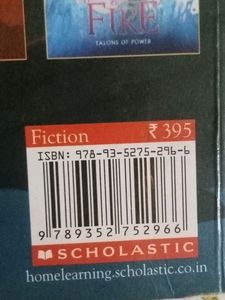 FIRE
TALONS OF POWER
Fiction
₹ 395
ISBN: 978-93-5275-296-6
9 789352 752966
SCHOLASTIC
homelearning.scholastic.co.in